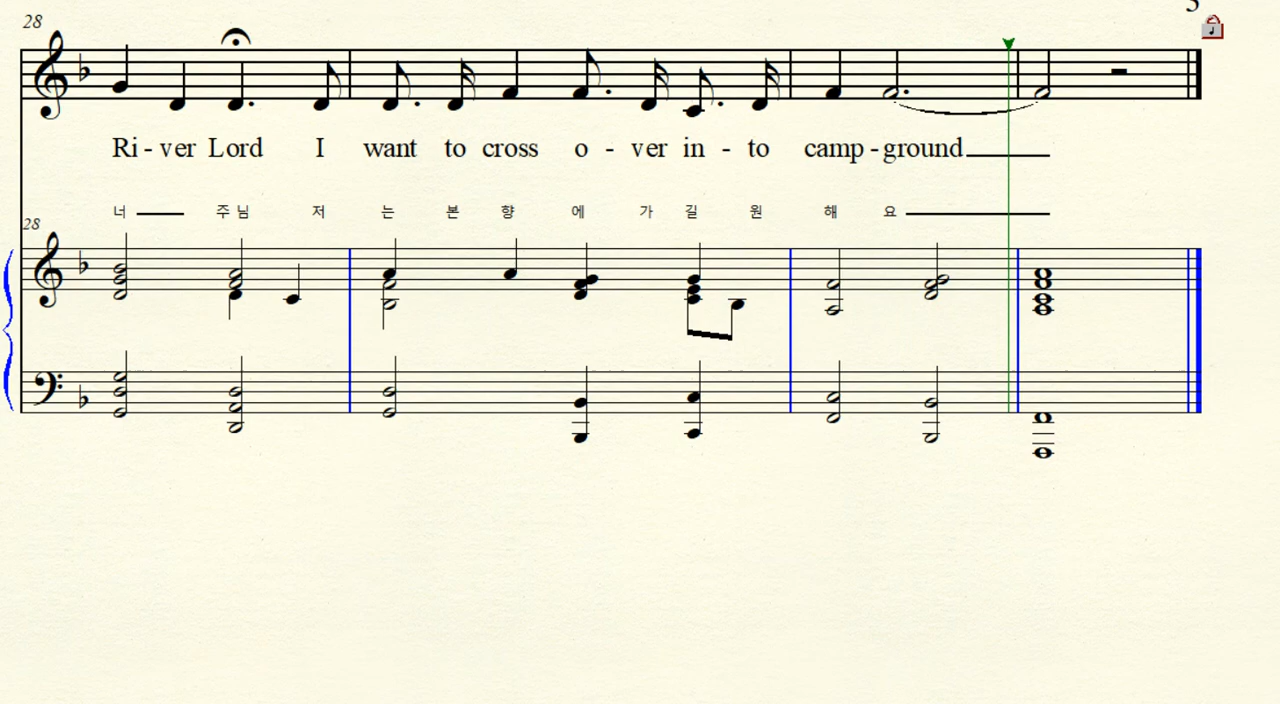 28
Ri - ver Lord I want to cross o - ver in - to camp - ground
너 주 님 저 는 본 향 에 가 길 원 해 요
28